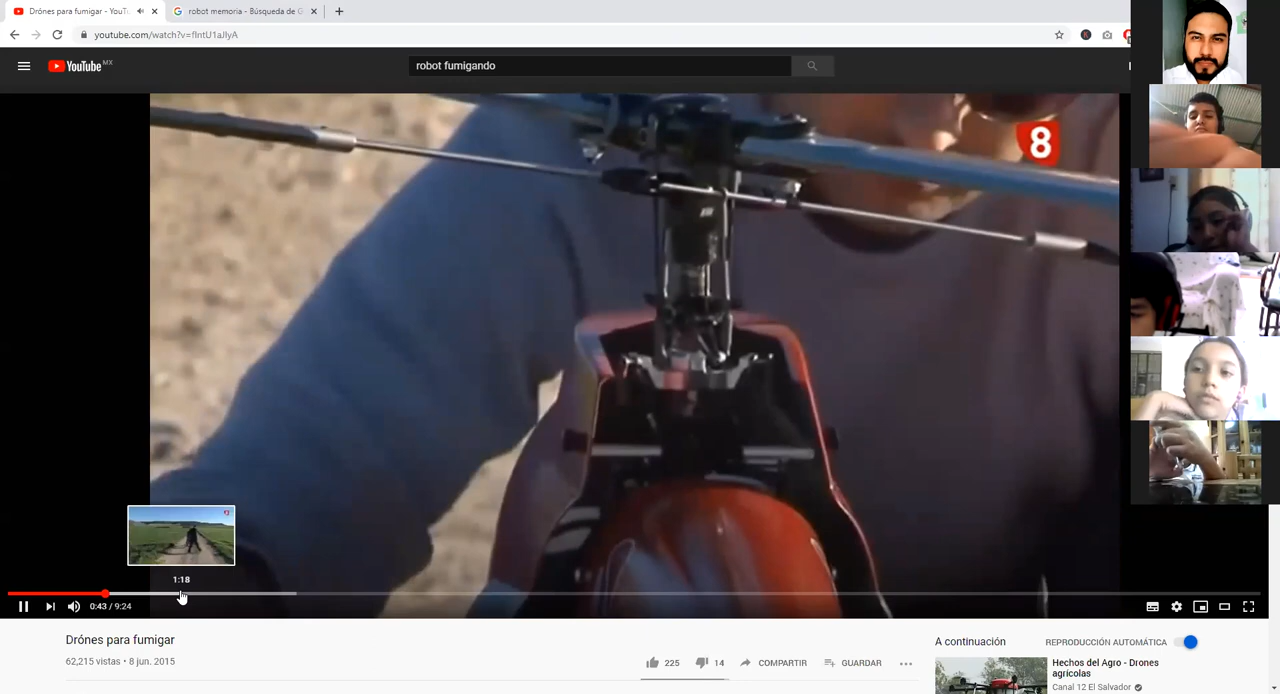 Drónes para fumigar - YouT
robot memoria - Búsqueda de G
youtube.com/watch?v=fIntU1aJlyA
YouTube MX
robot fumigando
8
1:18
0:43 / 9:24
Drónes para fumigar
62,215 vistas • 8 jun. 2015
225
14
COMPARTIR
GUARDAR
A continuación
REPRODUCCIÓN AUTOMÁTICA
Hechos del Agro - Drones
agrícolas
Canal 12 El Salvador